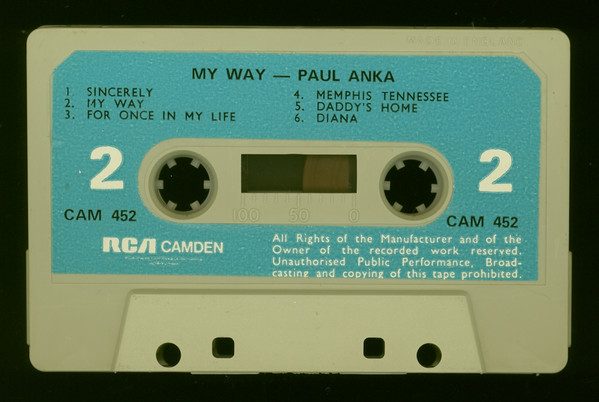 MY WAY — PAUL ANKA
1. SINCERELY
2. MY WAY
3. FOR ONCE IN MY LIFE
4. MEMPHIS TENNESSEE
5. DADDY'S HOME
6. DIANA
2
2
CAM 452
CAM 452
100 50 0
RCA CAMDEN
All Rights of the Manufacturer and of the
Owner of the recorded work reserved.
Unauthorised Public Performance, Broad-
casting and copying of this tape prohibited.